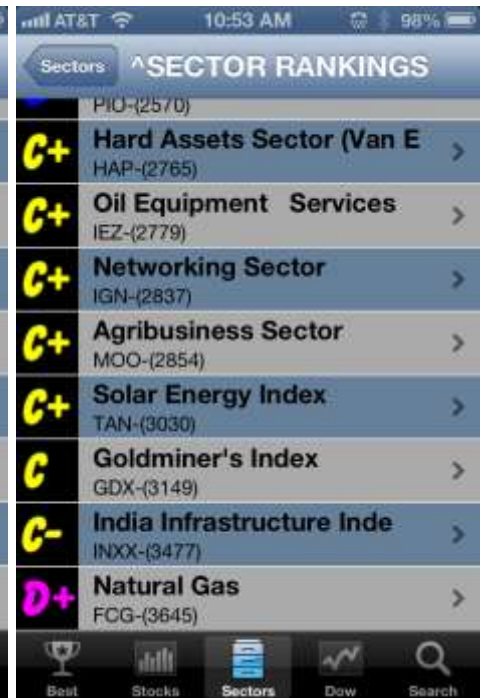 AT&T 10:53 AM 98%
Sectors ^SECTOR RANKINGS
PIO-(2570)
C+ Hard Assets Sector (Van E
HAP-(2765)
C+ Oil Equipment Services
IEZ-(2779)
C+ Networking Sector
IGN-(2837)
C+ Agribusiness Sector
MOO-(2854)
C+ Solar Energy Index
TAN-(3030)
C Goldminer's Index
GDX-(3149)
C- India Infrastructure Inde
INXX-(3477)
D+ Natural Gas
FCG-(3645)
Best Stocks Sectors Dow Search